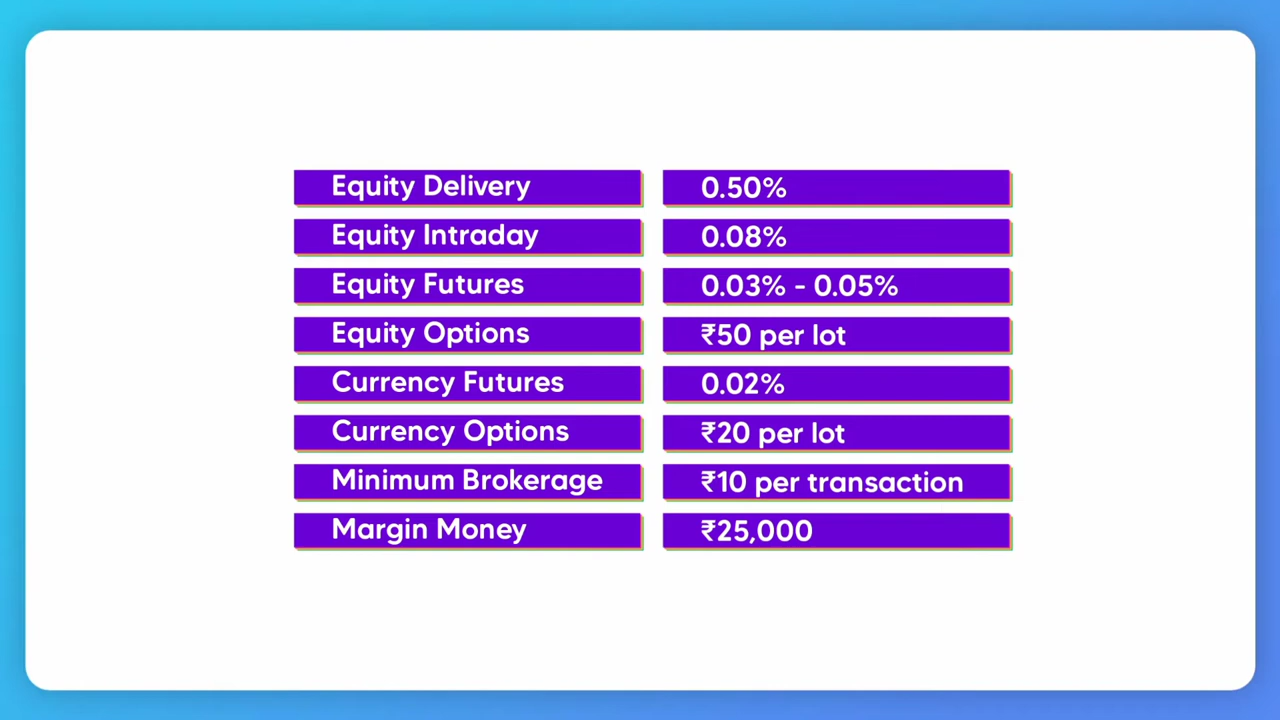 Equity Delivery 0.50%
Equity Intraday 0.08%
Equity Futures 0.03% - 0.05%
Equity Options ₹50 per lot
Currency Futures 0.02%
Currency Options ₹20 per lot
Minimum Brokerage ₹10 per transaction
Margin Money ₹25,000